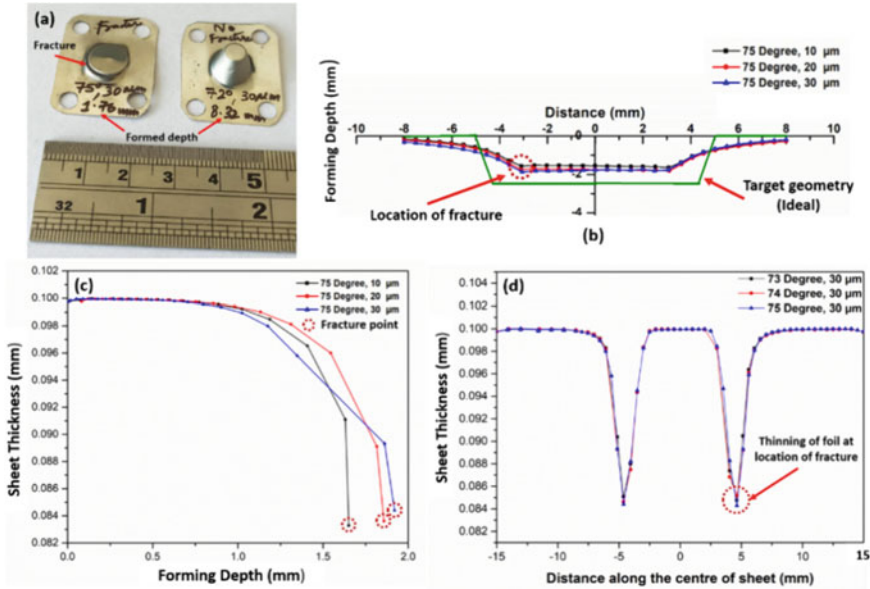 (a)
Fracture
Fracture
75°, 30 μm
1.76 mm
No
Fracture
72°, 30 μm
8.32 mm
Formed depth
1 2 3 4 5
32 1 2
75 Degree, 10 μm
75 Degree, 20 μm
75 Degree, 30 μm
Distance (mm)
-10 -8 -6 -4 -2 0 2 4 6 8 10
-2
-4
Forming Depth (mm)
Location of fracture
Target geometry
(Ideal)
(b)
(c)
75 Degree, 10 μm
75 Degree, 20 μm
75 Degree, 30 μm
Fracture point
0.102
0.100
0.098
0.096
0.094
0.092
0.090
0.088
0.086
0.084
0.082
Sheet Thickness (mm)
0.0 0.5 1.0 1.5 2.0
Forming Depth (mm)
(d)
73 Degree, 30 μm
74 Degree, 30 μm
75 Degree, 30 μm
0.104
0.102
0.100
0.098
0.096
0.094
0.092
0.090
0.088
0.086
0.084
0.082
Sheet Thickness (mm)
Thinning of foil at
location of fracture
-15 -10 -5 0 5 10 15
Distance along the centre of sheet (mm)